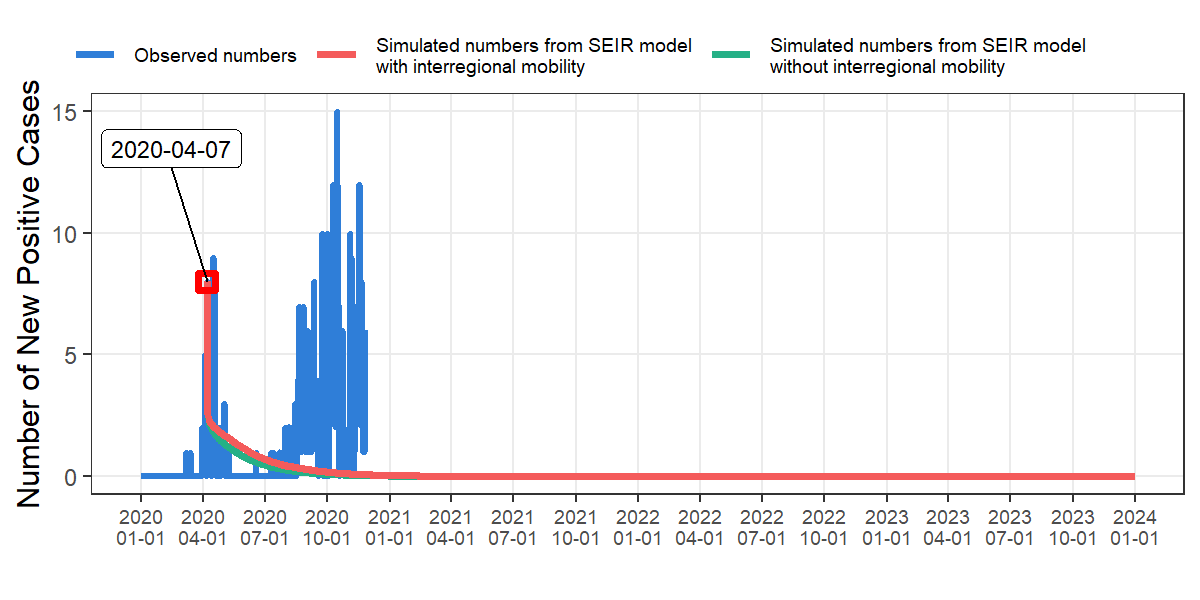 Observed numbers
Simulated numbers from SEIR model
with interregional mobility
Simulated numbers from SEIR model
without interregional mobility
Number of New Positive Cases
15
10
5
0
2020-04-07
2020 2020 2020 2020 2021 2021 2021 2021 2022 2022 2022 2022 2023 2023 2023 2023 2024
01-01 04-01 07-01 10-01 01-01 04-01 07-01 10-01 01-01 04-01 07-01 10-01 01-01 04-01 07-01 10-01 01-01